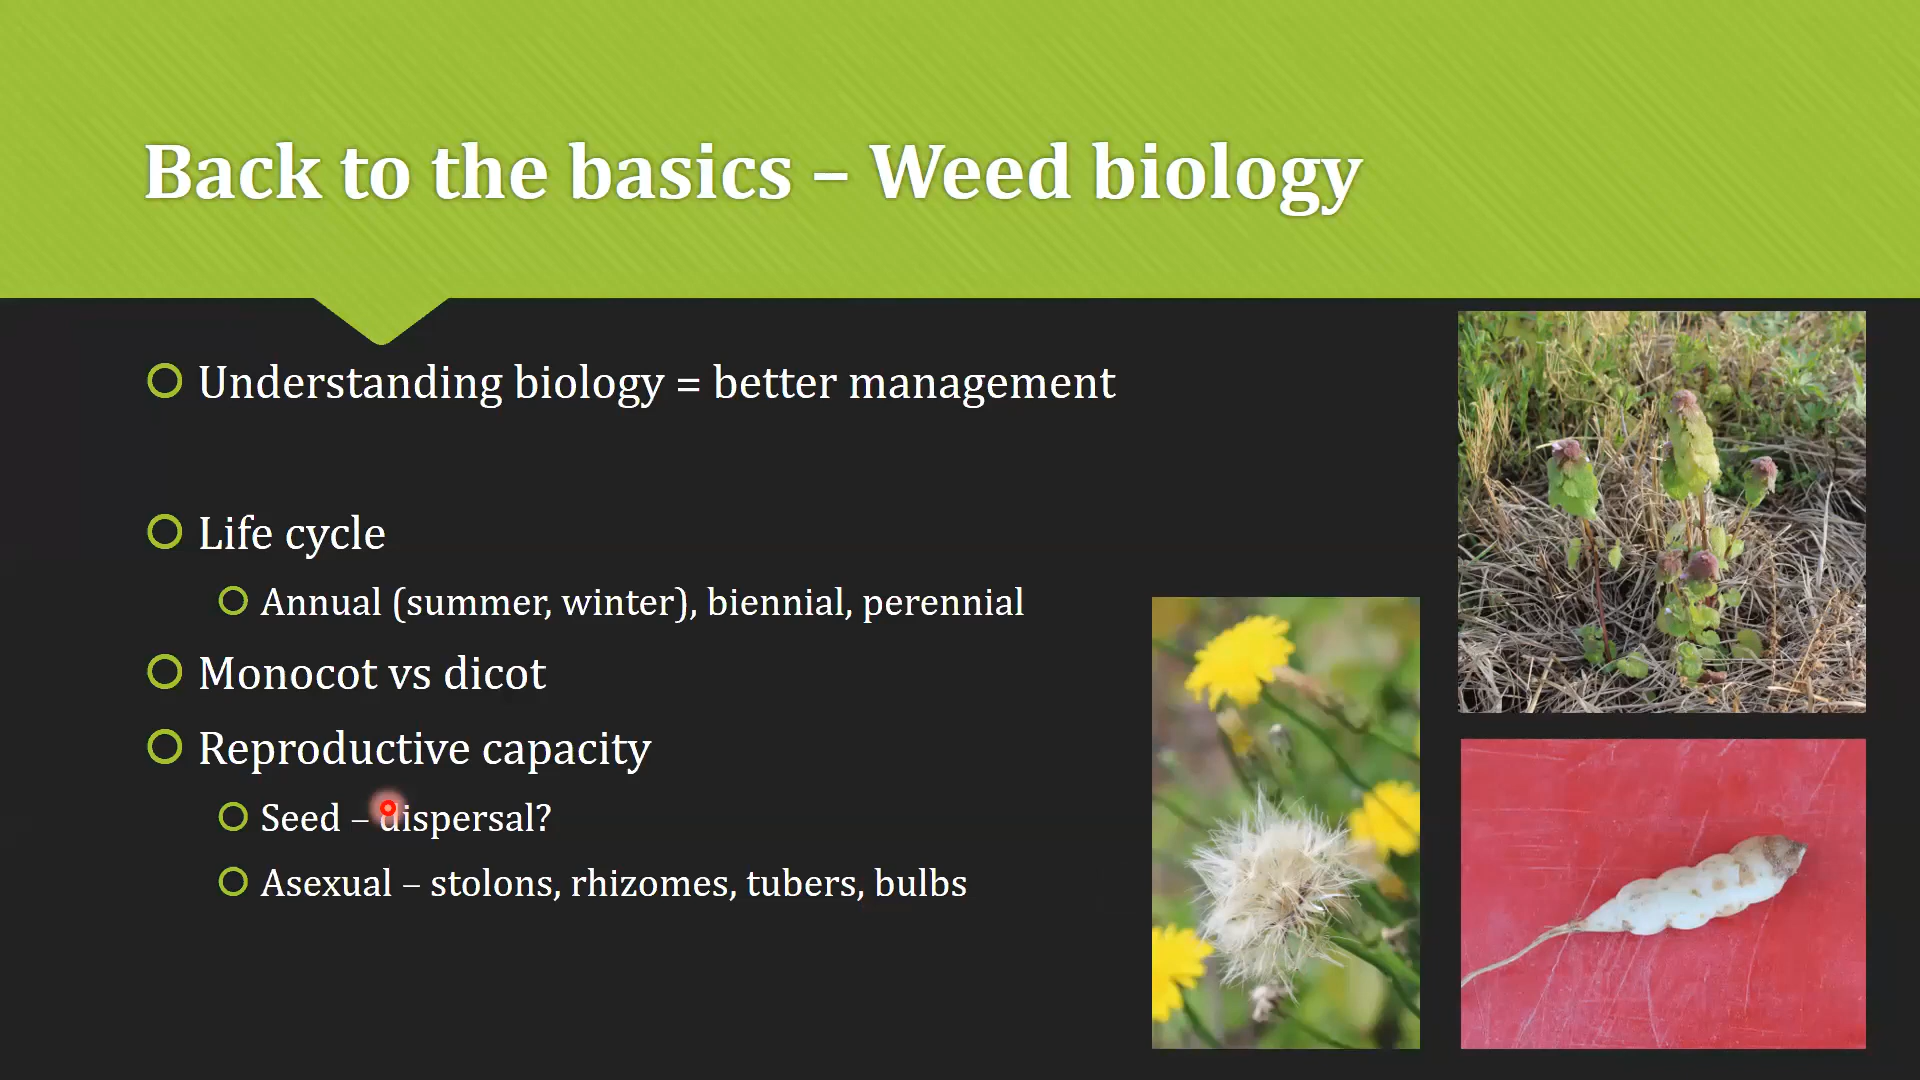 Back to the basics – Weed biology
Understanding biology = better management
Life cycle
Annual (summer, winter), biennial, perennial
Monocot vs dicot
Reproductive capacity
Seed – dispersal?
Asexual – stolons, rhizomes, tubers, bulbs